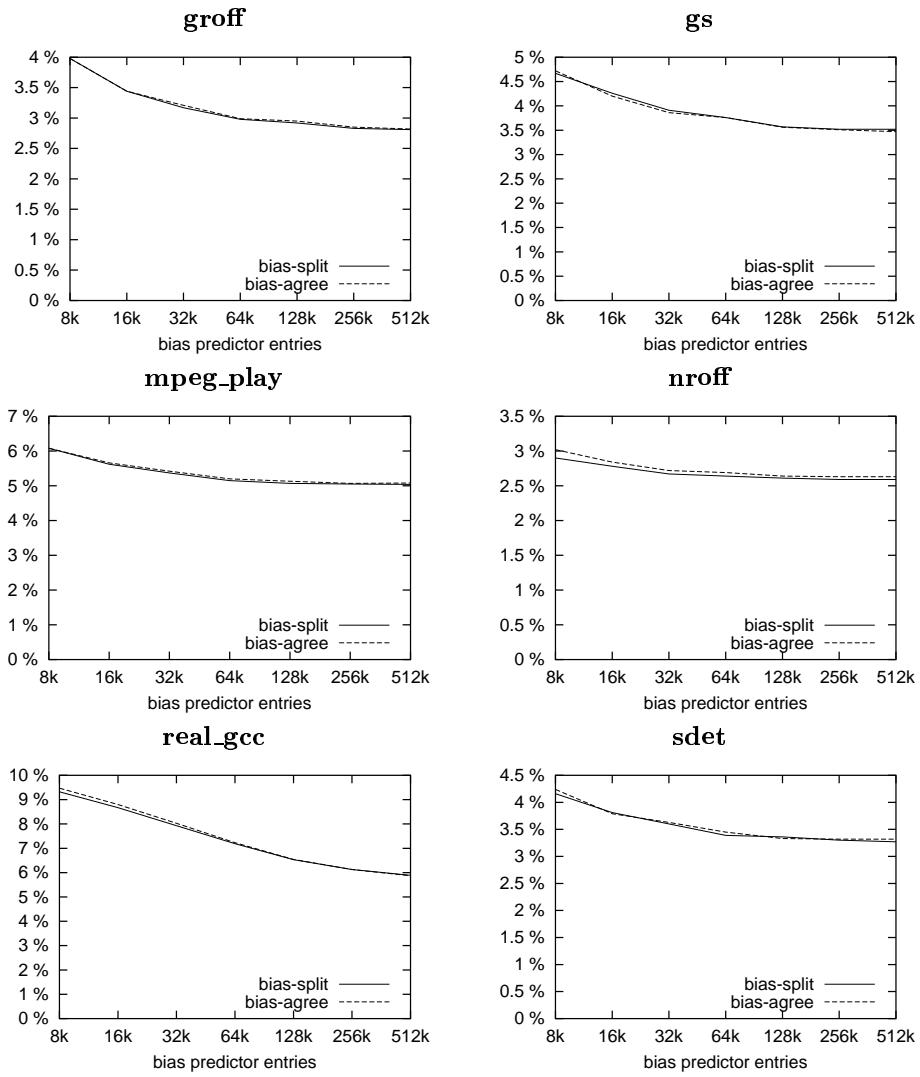 groff
4 %
3.5 %
3 %
2.5 %
2 %
1.5 %
1 %
0.5 %
0 %
bias-split
bias-agree
8k 16k 32k 64k 128k 256k 512k
bias predictor entries
gs
5 %
4.5 %
4 %
3.5 %
3 %
2.5 %
2 %
1.5 %
1 %
0.5 %
0 %
bias-split
bias-agree
8k 16k 32k 64k 128k 256k 512k
bias predictor entries
mpeg_play
7 %
6 %
5 %
4 %
3 %
2 %
1 %
0 %
bias-split
bias-agree
8k 16k 32k 64k 128k 256k 512k
bias predictor entries
nroff
3.5 %
3 %
2.5 %
2 %
1.5 %
1 %
0.5 %
0 %
bias-split
bias-agree
8k 16k 32k 64k 128k 256k 512k
bias predictor entries
real_gcc
10 %
9 %
8 %
7 %
6 %
5 %
4 %
3 %
2 %
1 %
0 %
bias-split
bias-agree
8k 16k 32k 64k 128k 256k 512k
bias predictor entries
sdet
4.5 %
4 %
3.5 %
3 %
2.5 %
2 %
1.5 %
1 %
0.5 %
0 %
bias-split
bias-agree
8k 16k 32k 64k 128k 256k 512k
bias predictor entries